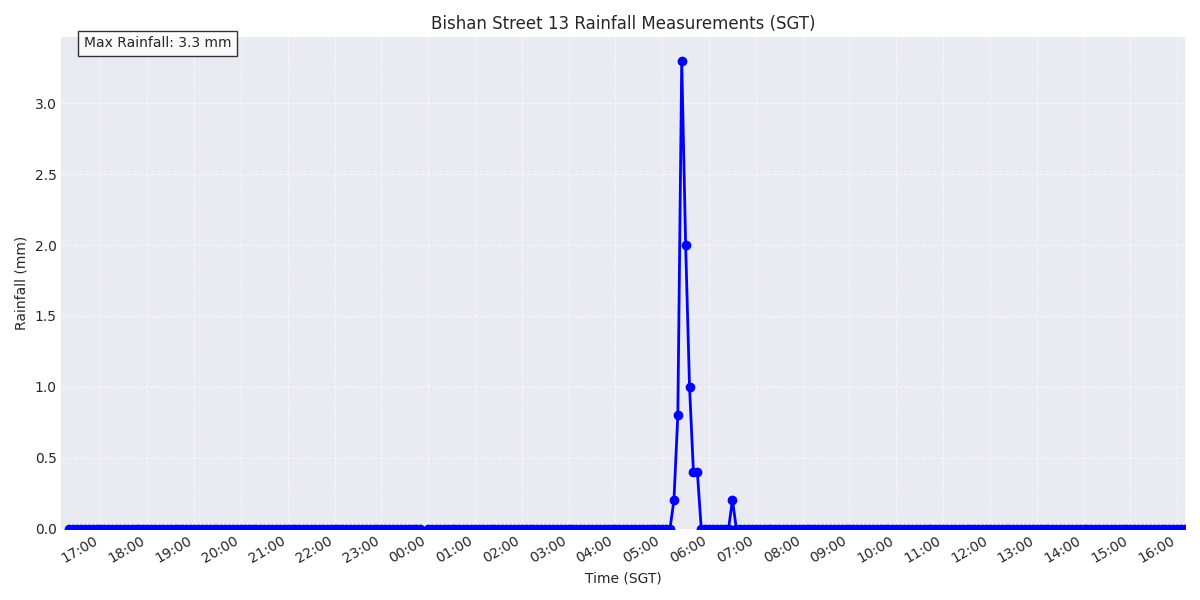 Bishan Street 13 Rainfall Measurements (SGT)
Max Rainfall: 3.3 mm
Rainfall (mm)
3.0
2.5
2.0
1.5
1.0
0.5
0.0
17:00 18:00 19:00 20:00 21:00 22:00 23:00 00:00 01:00 02:00 03:00 04:00 05:00 06:00 07:00 08:00 09:00 10:00 11:00 12:00 13:00 14:00 15:00 16:00
Time (SGT)